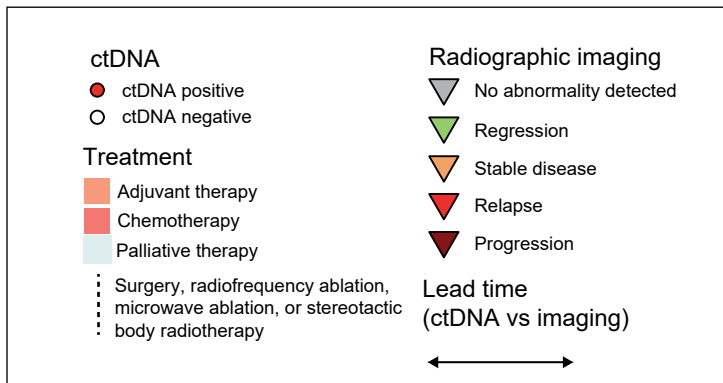 ctDNA
ctDNA positive
ctDNA negative
Treatment
Adjuvant therapy
Chemotherapy
Palliative therapy
Surgery, radiofrequency ablation,
microwave ablation, or stereotactic
body radiotherapy
Radiographic imaging
No abnormality detected
Regression
Stable disease
Relapse
Progression
Lead time
(ctDNA vs imaging)